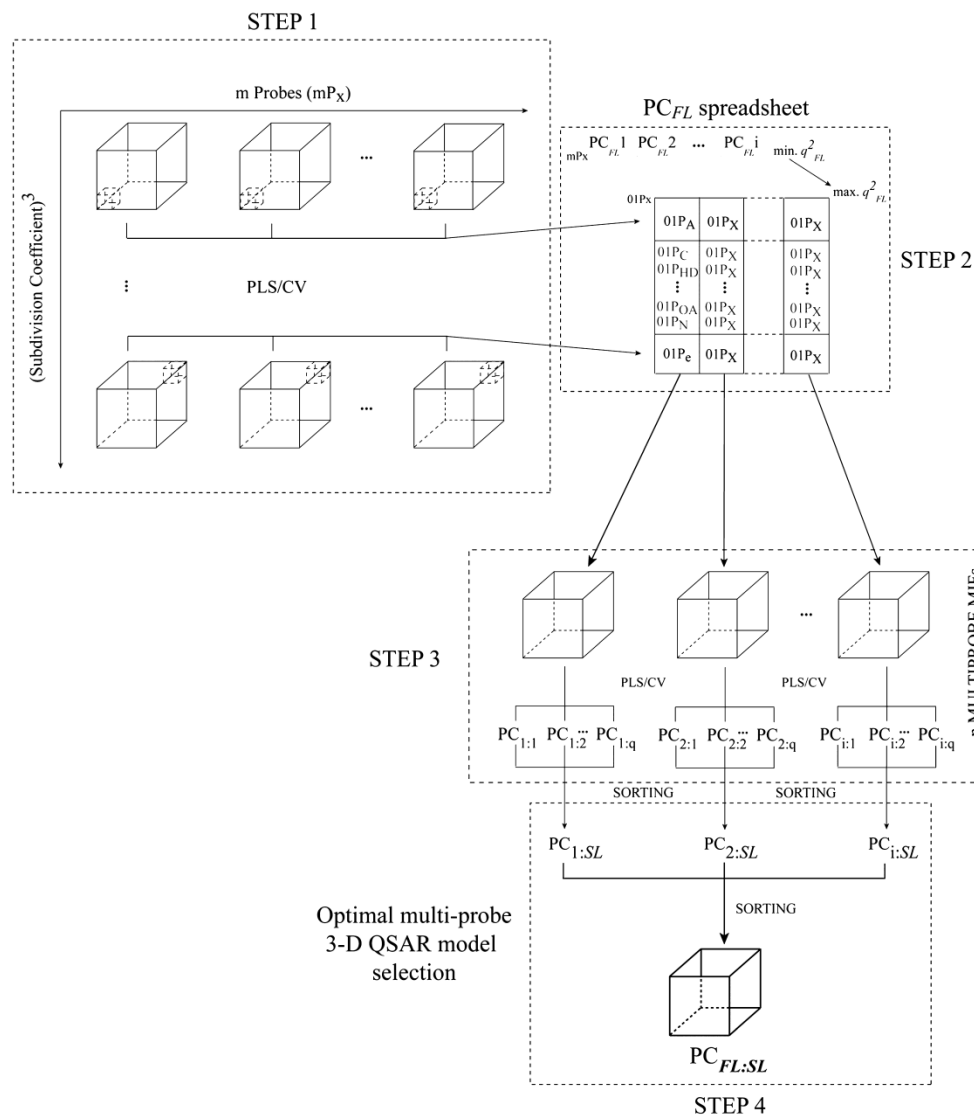 STEP 1
m Probes (mPX)
...
(Subdivision Coefficient)3
PLS/CV
...
PCFL spreadsheet
mPx PCFL1 PCFL2 ... PCFLi min. q2FL
max. q2FL
01Px
01PA 01PX 01PX
01PC 01PX 01PX
01PHD 01PX 01PX
01POA 01PX 01PX
01PN 01PX 01PX
01Pe 01PX 01PX
STEP 2
...
STEP 3
PLS/CV PLS/CV
PC1:1 PC1:2 ... PC1:q PC2:1 PC2:2 ... PC2:q PCi:1 PCi:2 ... PCi:q
MULTIPROBE
SORTING SORTING
PC1:SL PC2:SL PCi:SL
Optimal multi-probe
3-D QSAR model
selection
SORTING
PCFL:SL
STEP 4